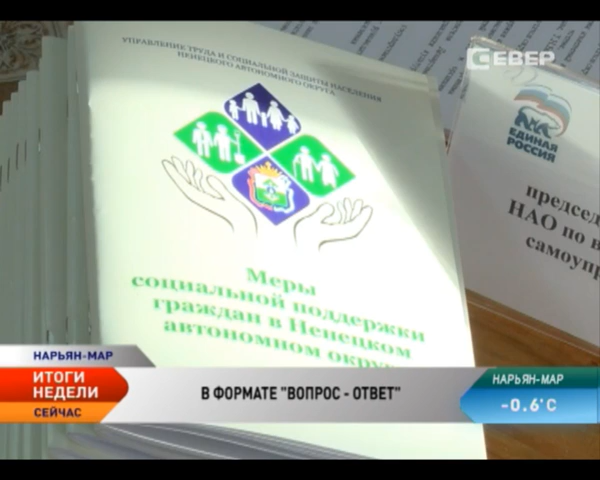 СЕВЕР
УПРАВЛЕНИЕ ТРУДА И СОЦИАЛЬНОЙ ЗАЩИТЫ НАСЕЛЕНИЯ
НЕНЕЦКОГО АВТОНОМНОГО ОКРУГА
Меры
социальной поддержки
граждан в Ненецком
автономном окру
ЕДИНАЯ
РОССИЯ
председ
НАО по в
самоупр
НАРЬЯН-МАР
ИТОГИ
НЕДЕЛИ
СЕЙЧАС
В ФОРМАТЕ "ВОПРОС - ОТВЕТ"
НАРЬЯН-МАР
-0.6°C